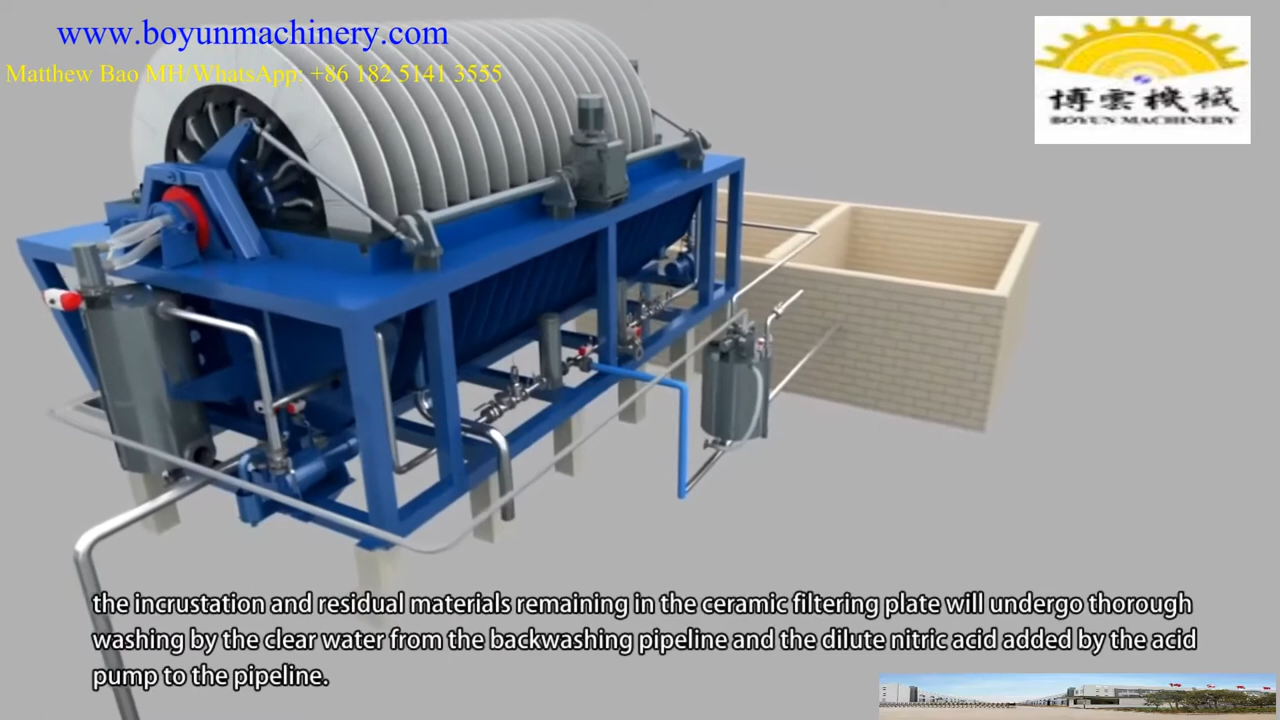 www.boyunmachinery.com
Matthew Bao MH/WhatsApp: +86 182 5141 3555
博雲機械
BOYUN MACHINERY
the incrustation and residual materials remaining in the ceramic filtering plate will undergo thorough
washing by the clear water from the backwashing pipeline and the dilute nitric acid added by the acid
pump to the pipeline.